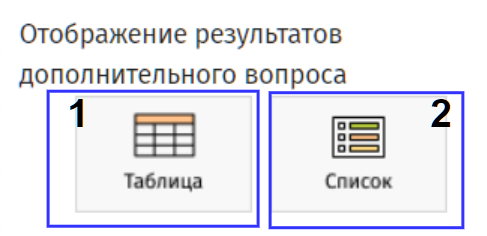 Отображение результатов
дополнительного вопроса
1 2
Таблица Список